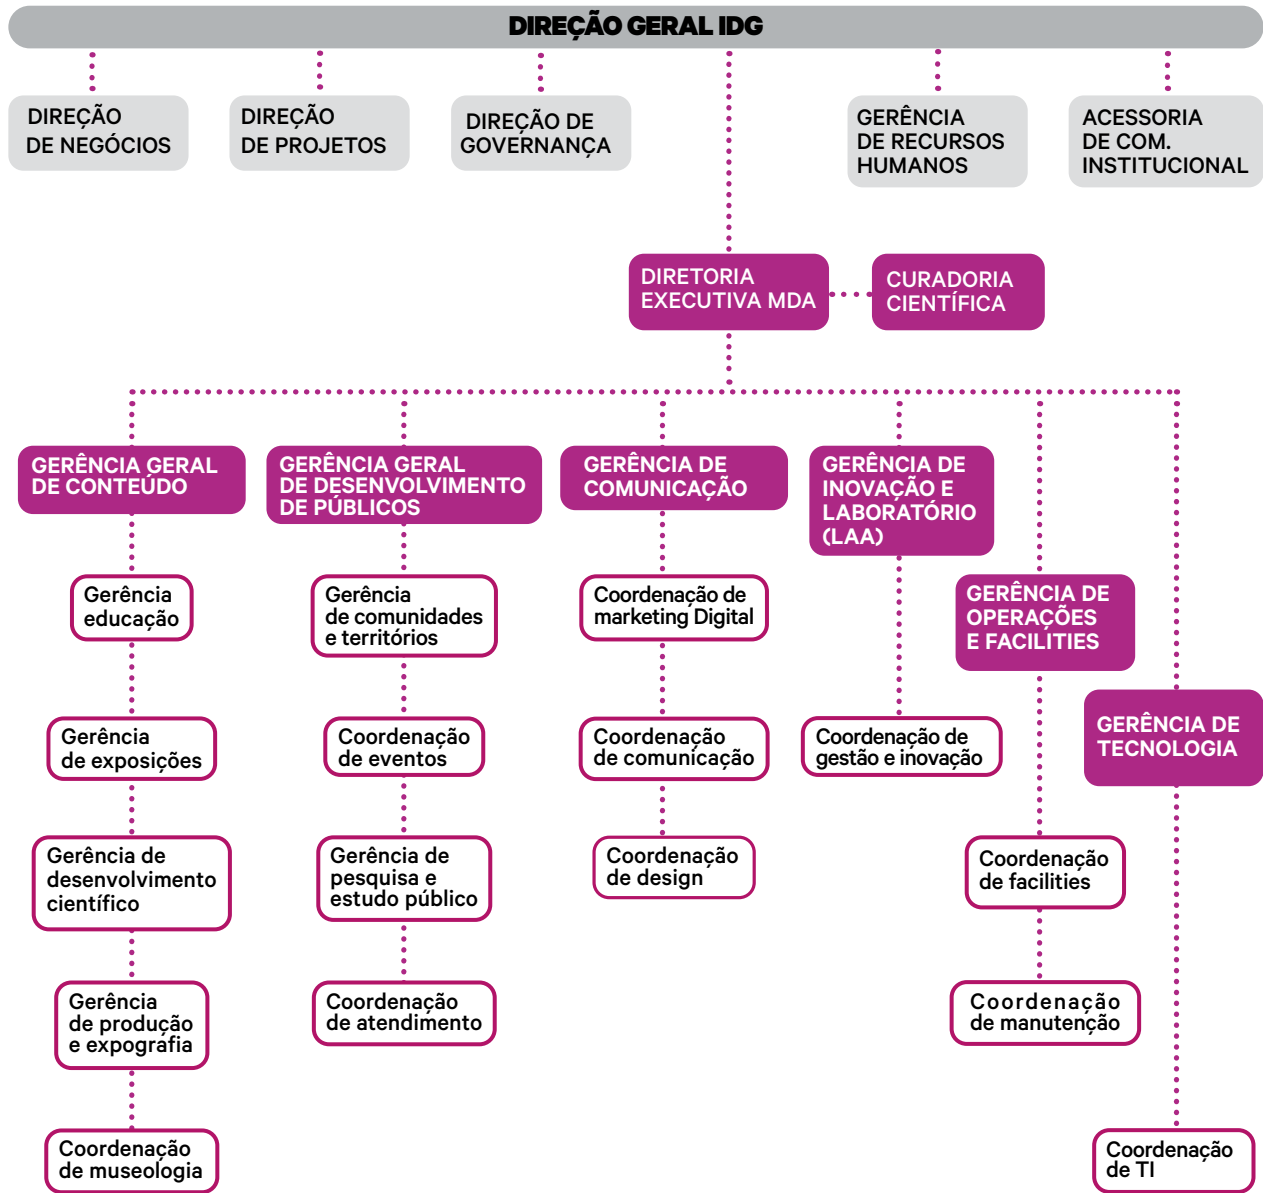 DIREÇÃO GERAL IDG
DIREÇÃO
DE NEGÓCIOS
DIREÇÃO
DE PROJETOS
DIREÇÃO DE
GOVERNANÇA
GERÊNCIA
DE RECURSOS
HUMANOS
ACESSORIA
DE COM.
INSTITUCIONAL
DIRETORIA
EXECUTIVA MDA
CURADORIA
CIENTÍFICA
GERÊNCIA GERAL
DE CONTEÚDO
GERÊNCIA GERAL
DE DESENVOLVIMENTO
DE PÚBLICOS
GERÊNCIA DE
COMUNICAÇÃO
GERÊNCIA DE
INOVAÇÃO E
LABORATÓRIO
(LAA)
GERÊNCIA DE
OPERAÇÕES
E FACILITIES
GERÊNCIA DE
TECNOLOGIA
Gerência
educação
Gerência
de exposições
Gerência de
desenvolvimento
científico
Gerência
de produção
e expografia
Coordenação
de museologia
Gerência
de comunidades
e territórios
Coordenação
de eventos
Gerência de
pesquisa e
estudo público
Coordenação
de atendimento
Coordenação de
marketing Digital
Coordenação
de comunicação
Coordenação
de design
Coordenação de
gestão e inovação
Coordenação
de facilities
Coordenação
de manutenção
Coordenação
de TI